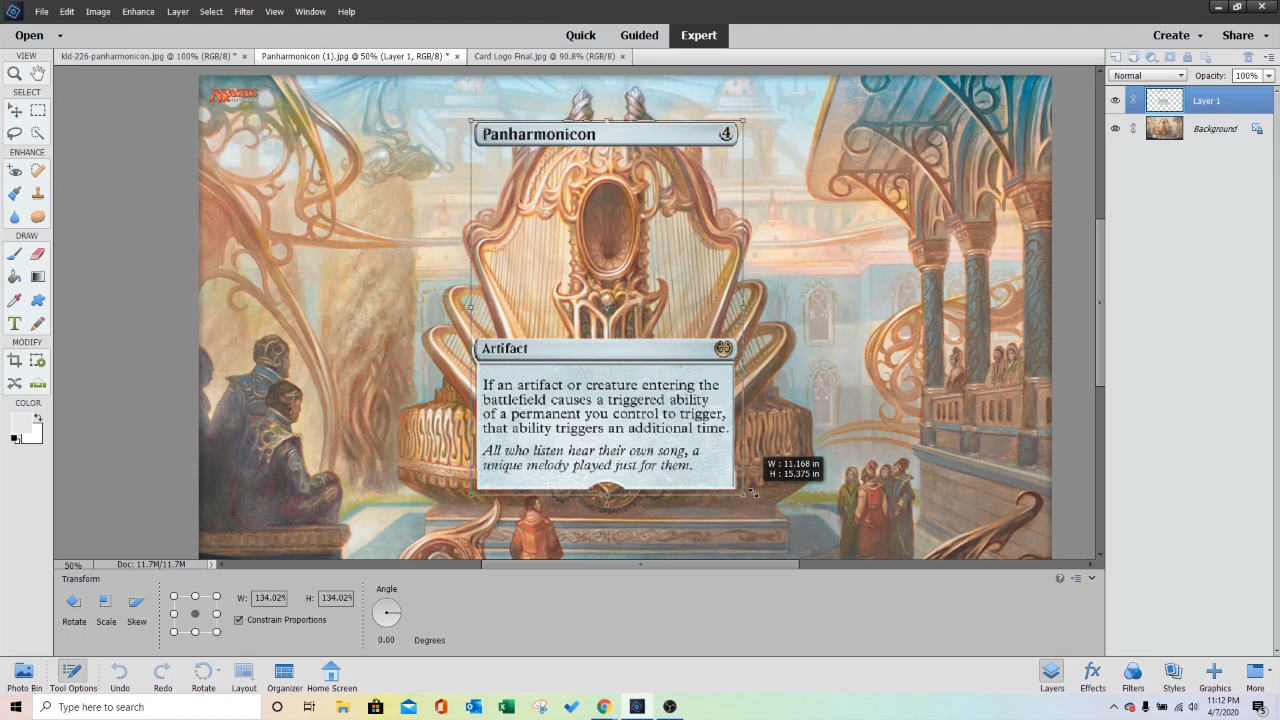 File Edit Image Enhance Layer Select Filter View Window Help
Open
Quick Guided Expert
Create Share
VIEW
kld-226-panharmonicon.jpg @ 100% (RGB/8) * × Panharmonicon (1).jpg @ 50% (Layer 1, RGB/8) * × Card Logo Final.jpg @ 90.8% (RGB/8) ×
Normal Opacity: 100%
SELECT
Layer 1
Background
ENHANCE
DRAW
MODIFY
COLOR
Panharmonicon 4
Artifact
If an artifact or creature entering the
battlefield causes a triggered ability
of a permanent you control to trigger,
that ability triggers an additional time.
All who listen hear their own song, a
unique melody played just for them.
W : 11.168 in
H : 15.375 in
50% Doc: 11.7M/11.7M
Transform
Rotate Scale Skew
W: 134.02% H: 134.02%
Constrain Proportions
Angle
0.00 Degrees
Photo Bin Tool Options Undo Redo Rotate Layout Organizer Home Screen
Layers Effects Filters Styles Graphics More
Type here to search
11:12 PM
4/7/2020
5